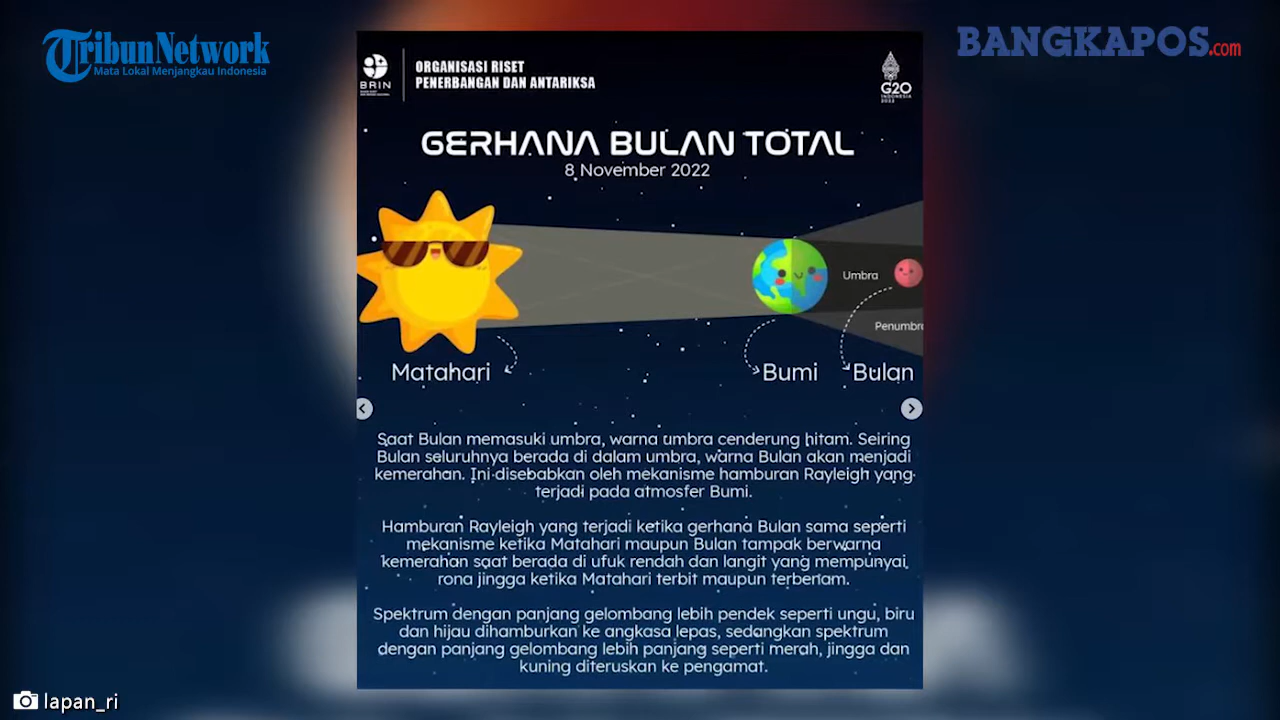 TribunNetwork
Mata Lokal Menjangkau Indonesia
BANGKAPOS.com
BRIN
ORGANISASI RISET
PENERBANGAN DAN ANTARIKSA
G20
INDONESIA
2022
GERHANA BULAN TOTAL
8 November 2022
Umbra
Penumbra
Matahari
Bumi
Bulan
Saat Bulan memasuki umbra, warna umbra cenderung hitam. Seiring
Bulan seluruhnya berada di dalam umbra, warna Bulan akan menjadi
kemerahan. Ini disebabkan oleh mekanisme hamburan Rayleigh yang
terjadi pada atmosfer Bumi.
Hamburan Rayleigh yang terjadi ketika gerhana Bulan sama seperti
mekanisme ketika Matahari maupun Bulan tampak berwarna
kemerahan saat berada di ufuk rendah dan langit yang mempunyai
rona jingga ketika Matahari terbit maupun terbenam.
Spektrum dengan panjang gelombang lebih pendek seperti ungu, biru
dan hijau dihamburkan ke angkasa lepas, sedangkan spektrum
dengan panjang gelombang lebih panjang seperti merah, jingga dan
kuning diteruskan ke pengamat.
lapan_ri